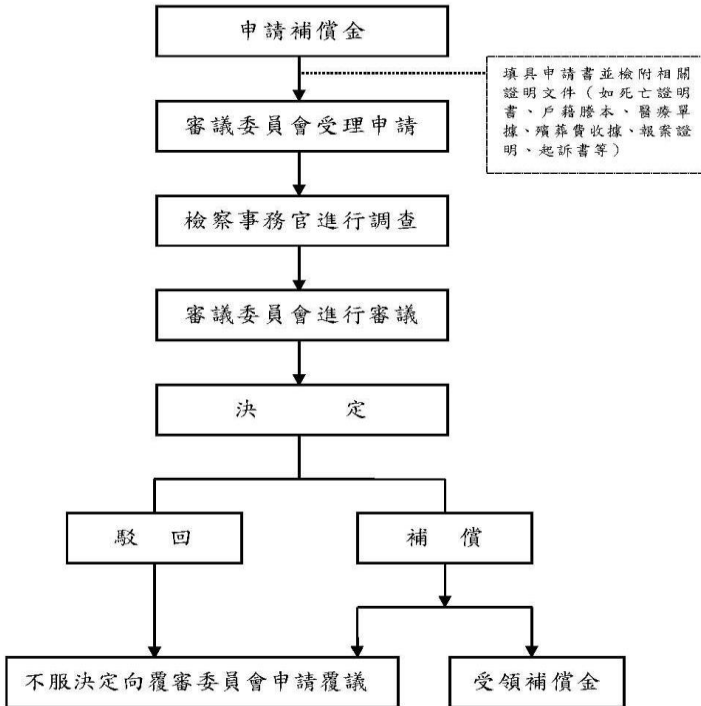 申請補償金
填具申請書並檢附相關
證明文件（如死亡證明
書、戶籍謄本、醫療單
據、殯葬費收據、報案證
明、起訴書等）
審議委員會受理申請
檢察事務官進行調查
審議委員會進行審議
決　定
駁　回
補　償
不服決定向覆審委員會申請覆議
受領補償金